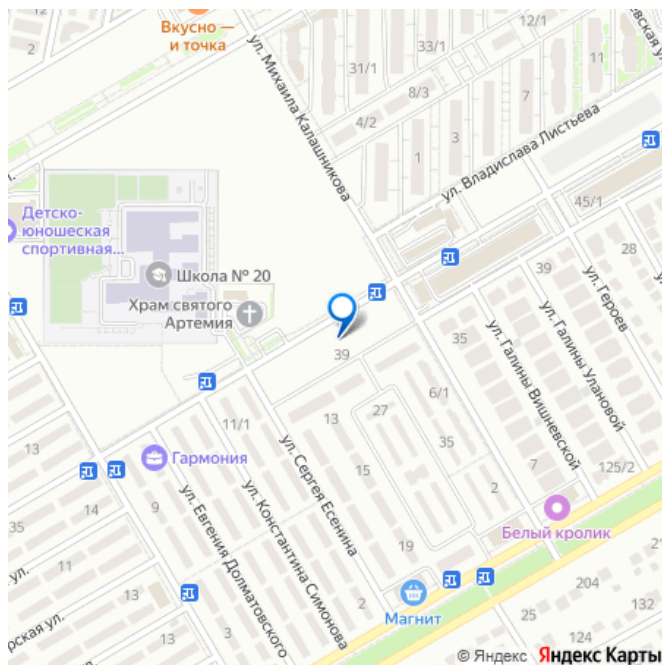 Вкусно —
и точка
12/1
2
31/1
33/1
11
8/3
7
4/2
3
1
ул. Михаила Калашникова
ул. Владислава Листьева
45/1
Детско-
юношеская
спортивная...
Школа № 20
Храм святого
Артемия
39
28
ул. Героев
ул. Галины Улановой
ул. Галины Вишневской
35
39
6/1
13
27
11/1
35
13
Гармония
15
7
125/2
2
14
9
35
Белый кролик
ул. Сергея Есенина
ул. Константина Симонова
ул. Евгения Долматовского
19
11
204
Магнит
2
25
132
рская ул.
13
3
124
© Яндекс Яндекс Карты